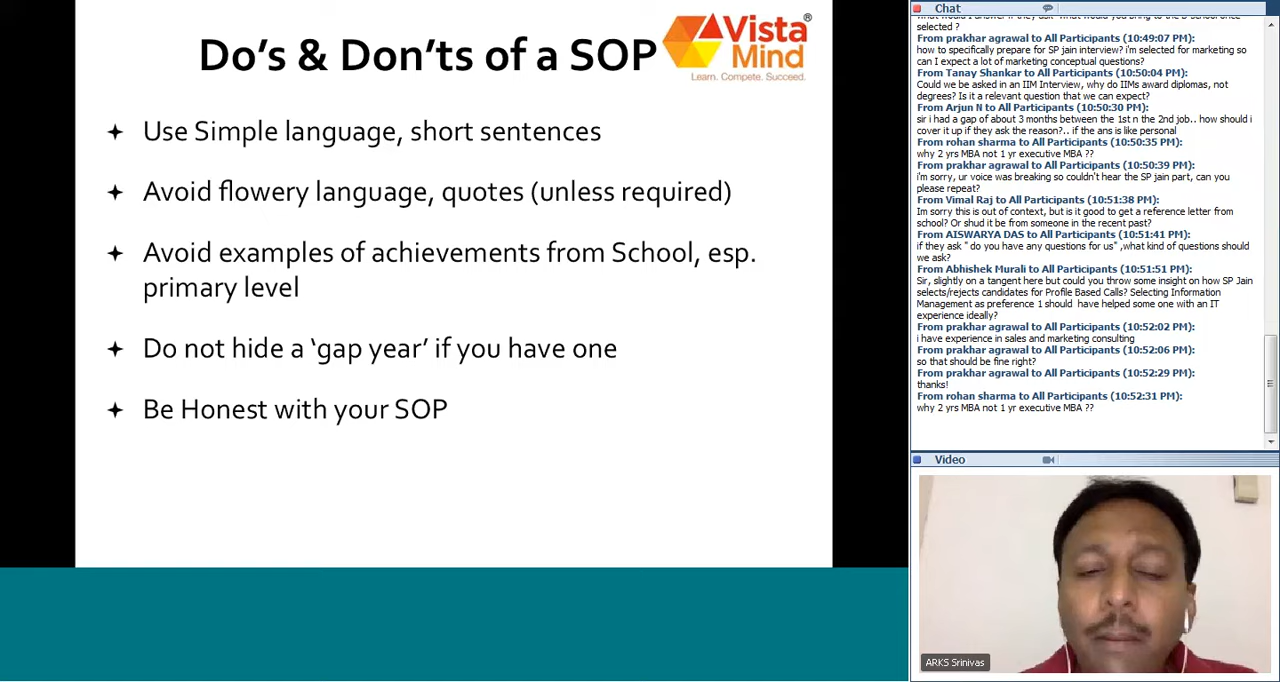 Do's & Don'ts of a SOP
Vista
Mind
®
Learn. Compete. Succeed.
Use Simple language, short sentences
Avoid flowery language, quotes (unless required)
Avoid examples of achievements from School, esp.
primary level
Do not hide a 'gap year' if you have one
Be Honest with your SOP
Chat
selected ?
From prakhar agrawal to All Participants (10:49:07 PM):
how to specifically prepare for SP jain interview? i'm selected for marketing so
can I expect a lot of marketing conceptual questions?
From Tanay Shankar to All Participants (10:50:04 PM):
Could we be asked in an IIM Interview, why do IIMs award diplomas, not
degrees? Is it a relevant question that we can expect?
From Arjun N to All Participants (10:50:30 PM):
sir i had a gap of about 3 months between the 1st n the 2nd job.. how should i
cover it up if they ask the reason?.. if the ans is like personal
From rohan sharma to All Participants (10:50:35 PM):
why 2 yrs MBA not 1 yr executive MBA ??
From prakhar agrawal to All Participants (10:50:39 PM):
i'm sorry, ur voice was breaking so couldn't hear the SP jain part, can you
please repeat?
From Vimal Raj to All Participants (10:51:38 PM):
Im sorry this is out of context, but is it good to get a reference letter from
school? Or shud it be from someone in the recent past?
From AISWARYA DAS to All Participants (10:51:41 PM):
if they ask " do you have any questions for us" ,what kind of questions should
we ask?
From Abhishek Murali to All Participants (10:51:51 PM):
Sir, slightly on a tangent here but could you throw some insight on how SP Jain
selects/rejects candidates for Profile Based Calls? Selecting Information
Management as preference 1 should have helped some one with an IT
experience ideally?
From prakhar agrawal to All Participants (10:52:02 PM):
i have experience in sales and marketing consulting
From prakhar agrawal to All Participants (10:52:06 PM):
so that should be fine right?
From prakhar agrawal to All Participants (10:52:29 PM):
thanks!
From rohan sharma to All Participants (10:52:31 PM):
why 2 yrs MBA not 1 yr executive MBA ??
Video
ARKS Srinivas